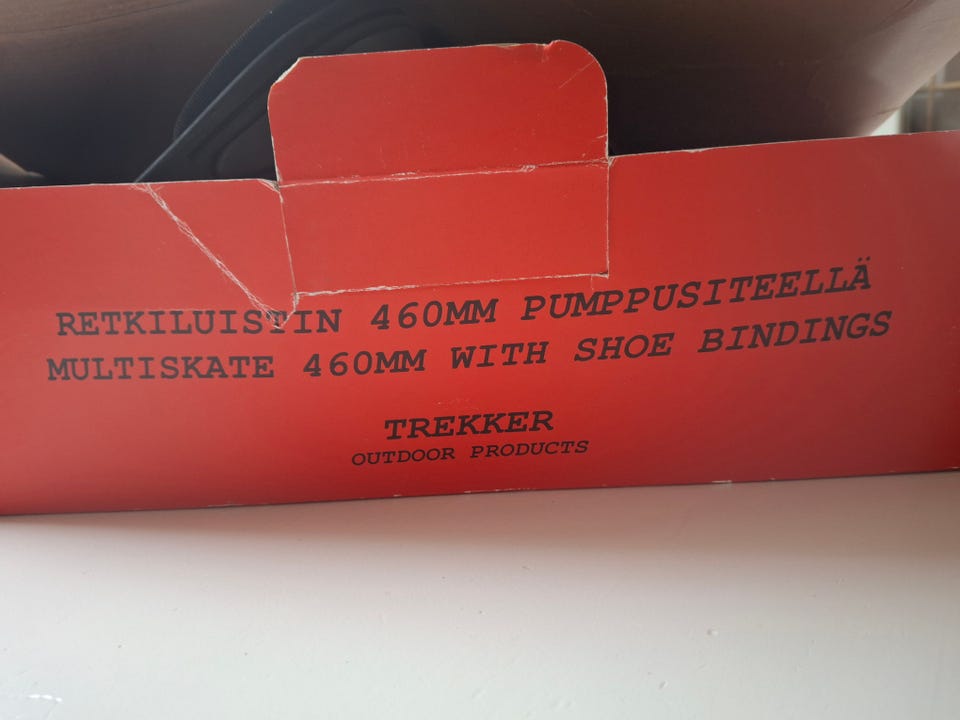 RETKILUISTIN 460MM PUMPPUSITEELLÄ
MULTISKATE 460MM WITH SHOE BINDINGS
TREKKER
OUTDOOR PRODUCTS